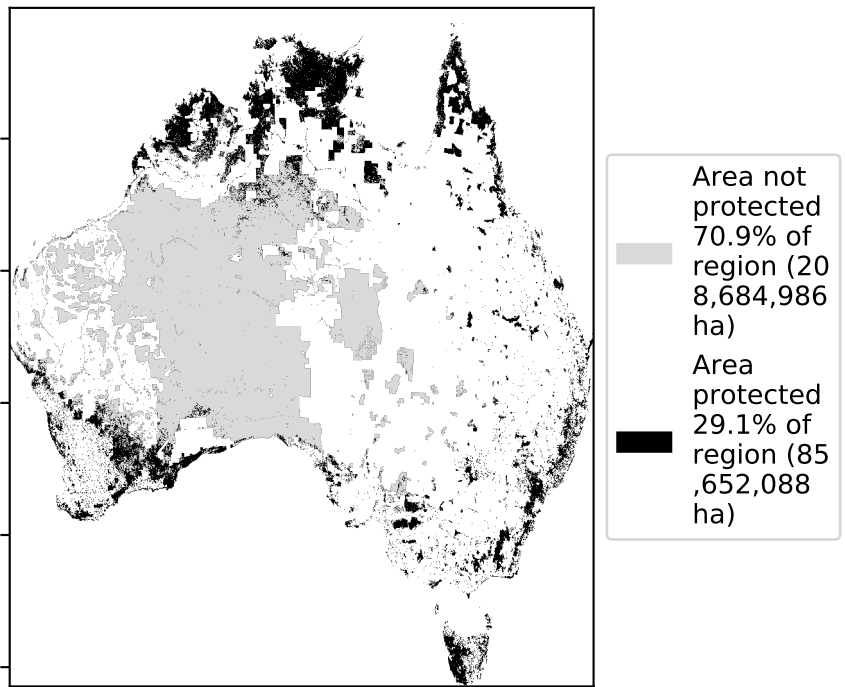 Area not
protected
70.9% of
region (20
8,684,986
ha)
Area
protected
29.1% of
region (85
,652,088
ha)